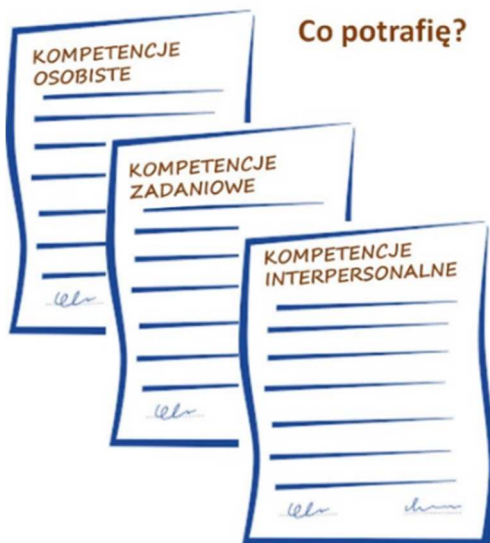 Co potrafię?
KOMPETENCJE
OSOBISTE
KOMPETENCJE
ZADANIOWE
KOMPETENCJE
INTERPERSONALNE